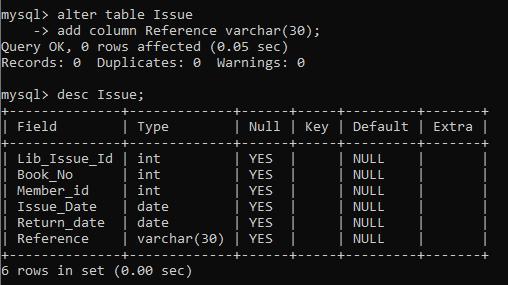 mysql> alter table Issue
    -> add column Reference varchar(30);
Query OK, 0 rows affected (0.05 sec)
Records: 0  Duplicates: 0  Warnings: 0
mysql> desc Issue;
+--------------+-------------+------+-----+---------+-------+
| Field        | Type        | Null | Key | Default | Extra |
+--------------+-------------+------+-----+---------+-------+
| Lib_Issue_Id | int         | YES  |     | NULL    |       |
| Book_No      | int         | YES  |     | NULL    |       |
| Member_id    | int         | YES  |     | NULL    |       |
| Issue_Date   | date        | YES  |     | NULL    |       |
| Return_date  | date        | YES  |     | NULL    |       |
| Reference    | varchar(30) | YES  |     | NULL    |       |
+--------------+-------------+------+-----+---------+-------+
6 rows in set (0.00 sec)